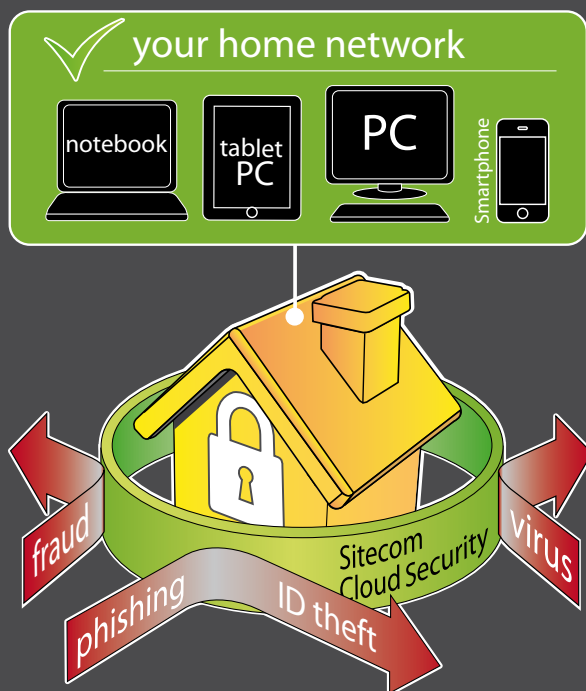 your home network
notebook
tablet
PC
PC
Smartphone
fraud
phishing
ID theft
Sitecom
Cloud Security
virus